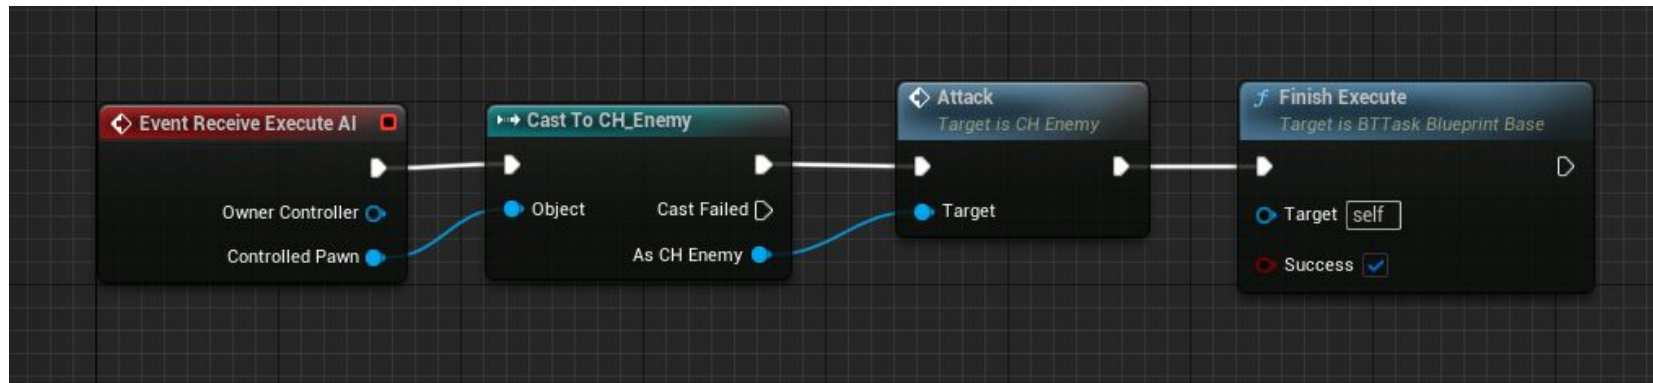 Event Receive Execute AI
Owner Controller
Controlled Pawn
Cast To CH_Enemy
Object
Cast Failed
As CH Enemy
Attack
Target is CH Enemy
Target
Finish Execute
Target is BTTask Blueprint Base
Target self
Success